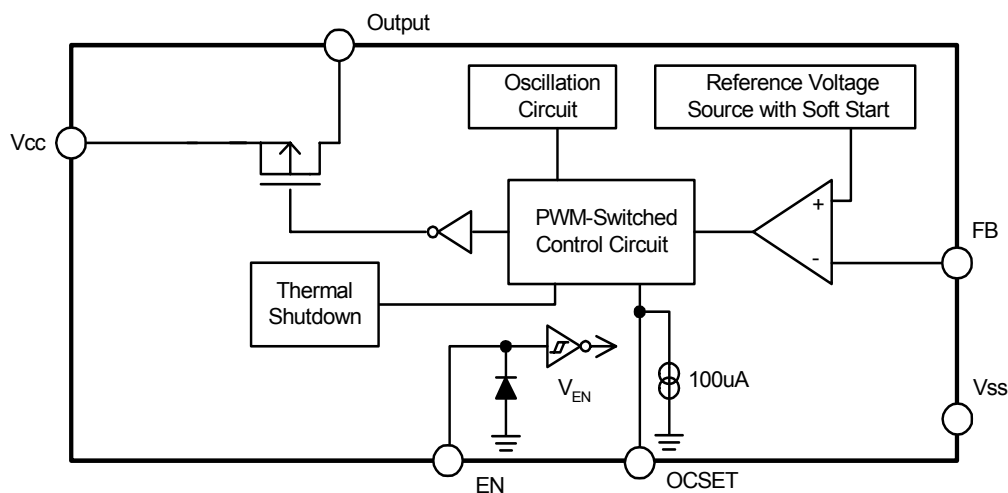 Output
Oscillation
Circuit
Reference Voltage
Source with Soft Start
Vcc
+
PWM-Switched
Control Circuit
FB
-
Thermal
Shutdown
100uA
VEN
Vss
EN
OCSET